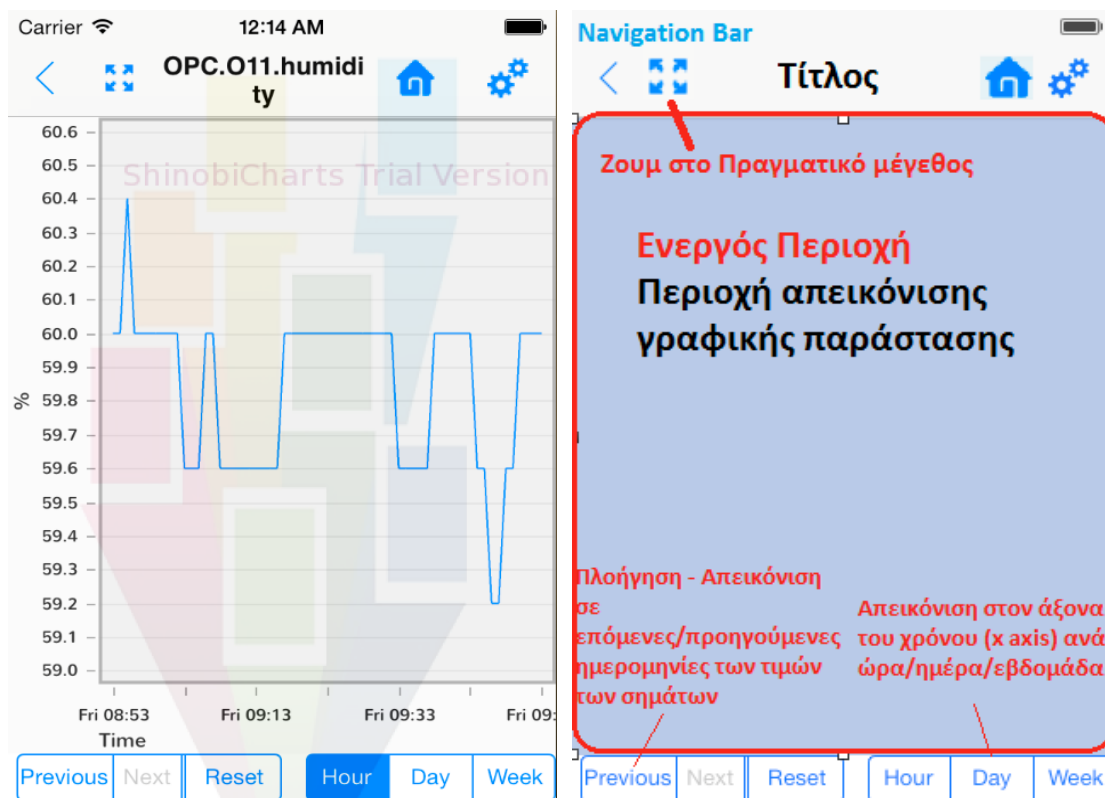 Carrier 12:14 AM
OPC.O11.humidi
ty
ShinobiCharts Trial Version
60.6
60.5
60.4
60.3
60.2
60.1
60.0
59.9
59.8
59.7
59.6
59.5
59.4
59.3
59.2
59.1
59.0
%
Fri 08:53 Fri 09:13 Fri 09:33 Fri 09:
Time
Previous Next Reset Hour Day Week
Navigation Bar
Τίτλος
Ζουμ στο Πραγματικό μέγεθος
Ενεργός Περιοχή
Περιοχή απεικόνισης
γραφικής παράστασης
Πλοήγηση - Απεικόνιση
σε
επόμενες/προηγούμενες
ημερομηνίες των τιμών
των σημάτων
Απεικόνιση στον άξονα
του χρόνου (x axis) ανά
ώρα/ημέρα/εβδομάδα
Previous Next Reset Hour Day Week